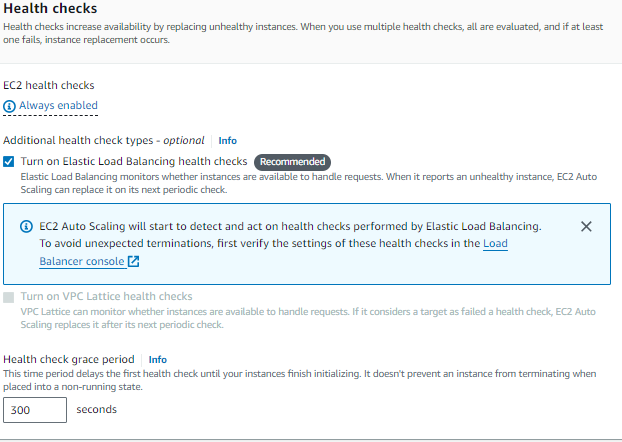 Health checks
Health checks increase availability by replacing unhealthy instances. When you use multiple health checks, all are evaluated, and if at least
one fails, instance replacement occurs.
EC2 health checks
Always enabled
Additional health check types - optional | Info
Turn on Elastic Load Balancing health checks Recommended
Elastic Load Balancing monitors whether instances are available to handle requests. When it reports an unhealthy instance, EC2 Auto
Scaling can replace it on its next periodic check.
EC2 Auto Scaling will start to detect and act on health checks performed by Elastic Load Balancing.
To avoid unexpected terminations, first verify the settings of these health checks in the Load
Balancer console
Turn on VPC Lattice health checks
VPC Lattice can monitor whether instances are available to handle requests. If it considers a target as failed a health check, EC2 Auto
Scaling replaces it after its next periodic check.
Health check grace period | Info
This time period delays the first health check until your instances finish initializing. It doesn't prevent an instance from terminating when
placed into a non-running state.
300 seconds